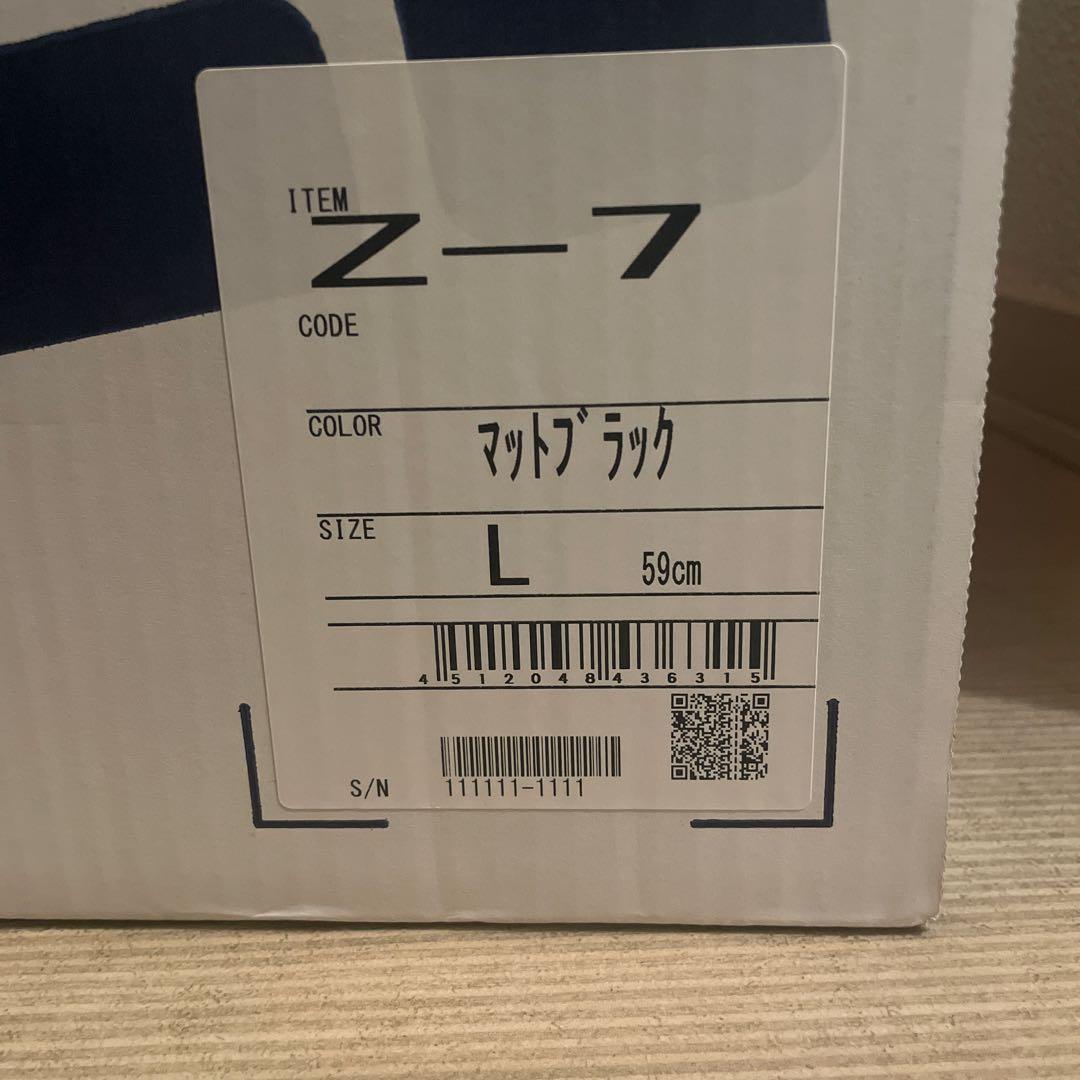 ITEM
Z－7
CODE
COLOR ﾏｯﾄﾌﾞﾗｯｸ
SIZE L 59cm
4512048436315
S/N 111111-1111